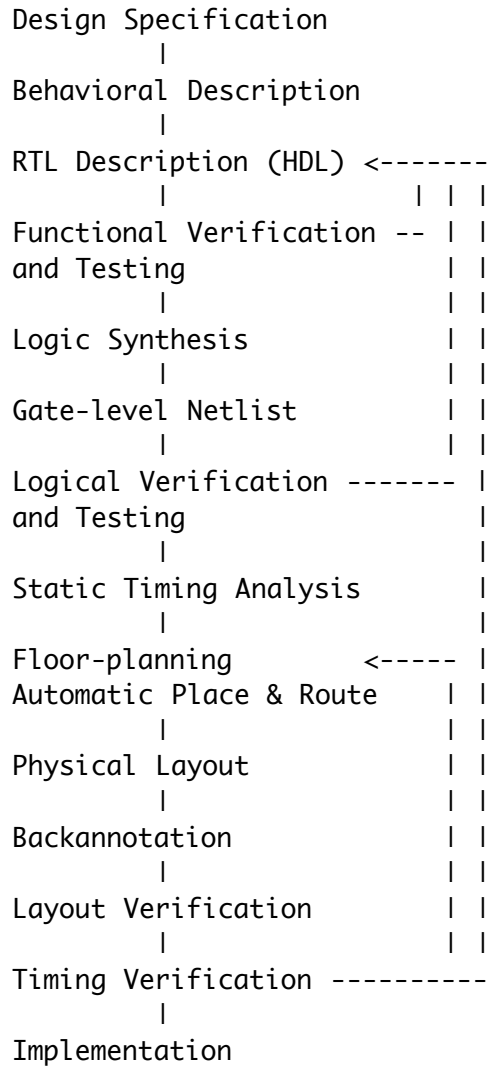 Design Specification
|
Behavioral Description
|
RTL Description (HDL) <-------
| | | |
Functional Verification -- | |
and Testing | |
| | |
Logic Synthesis | |
| | |
Gate-level Netlist | |
| | |
Logical Verification ------- |
and Testing |
| |
Static Timing Analysis |
| |
Floor-planning <----- |
Automatic Place & Route | |
| | |
Physical Layout | |
| | |
Backannotation | |
| | |
Layout Verification | |
| | |
Timing Verification ----------
|
Implementation